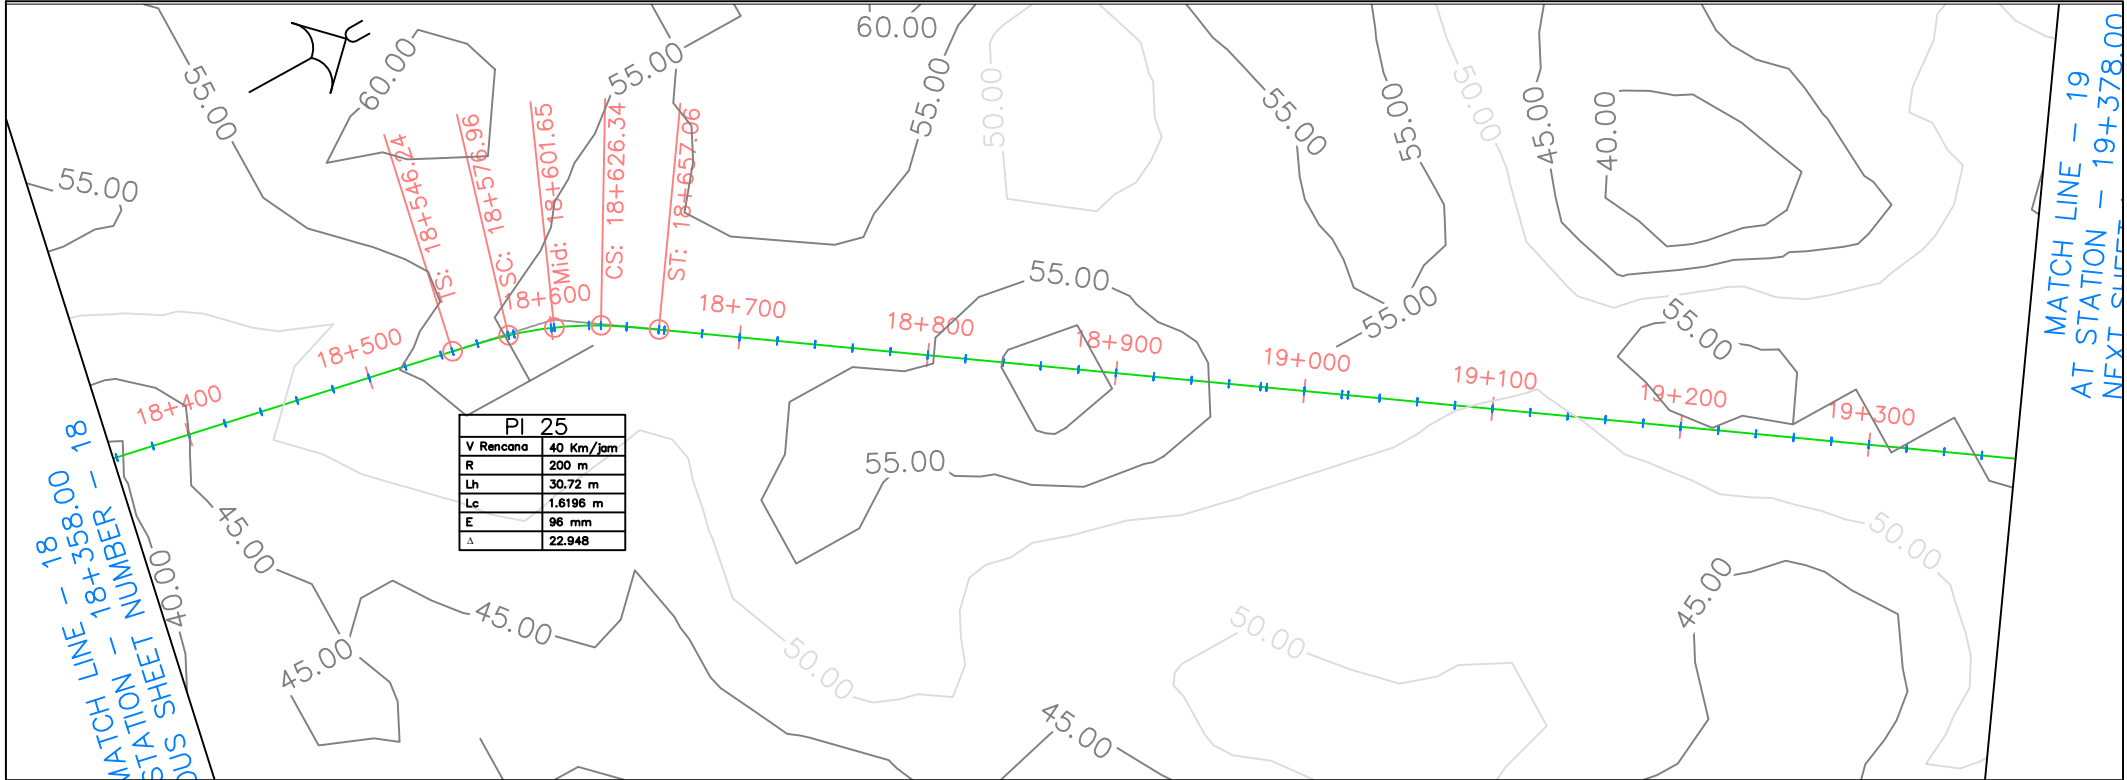 60.00
55.00
60.00
55.00
55.00
50.00
55.00
55.00
50.00
45.00
40.00
55.00
TS: 18+546.24
SC: 18+576.96
Mid: 18+601.65
CS: 18+626.34
ST: 18+657.06
55.00
55.00
55.00
18+400
18+500
18+600
18+700
18+800
18+900
19+000
19+100
19+200
19+300
PI 25
V Rencana 40 Km/jam
R 200 m
Lh 30.72 m
Lc 1.6196 m
E 96 mm
Δ 22.948
55.00
50.00
45.00
40.00
45.00
45.00
50.00
50.00
45.00
45.00
MATCH LINE - 18
STATION - 18+358.00
OUS SHEET NUMBER - 18
MATCH LINE - 19
AT STATION - 19+378.00
NEXT SHEET